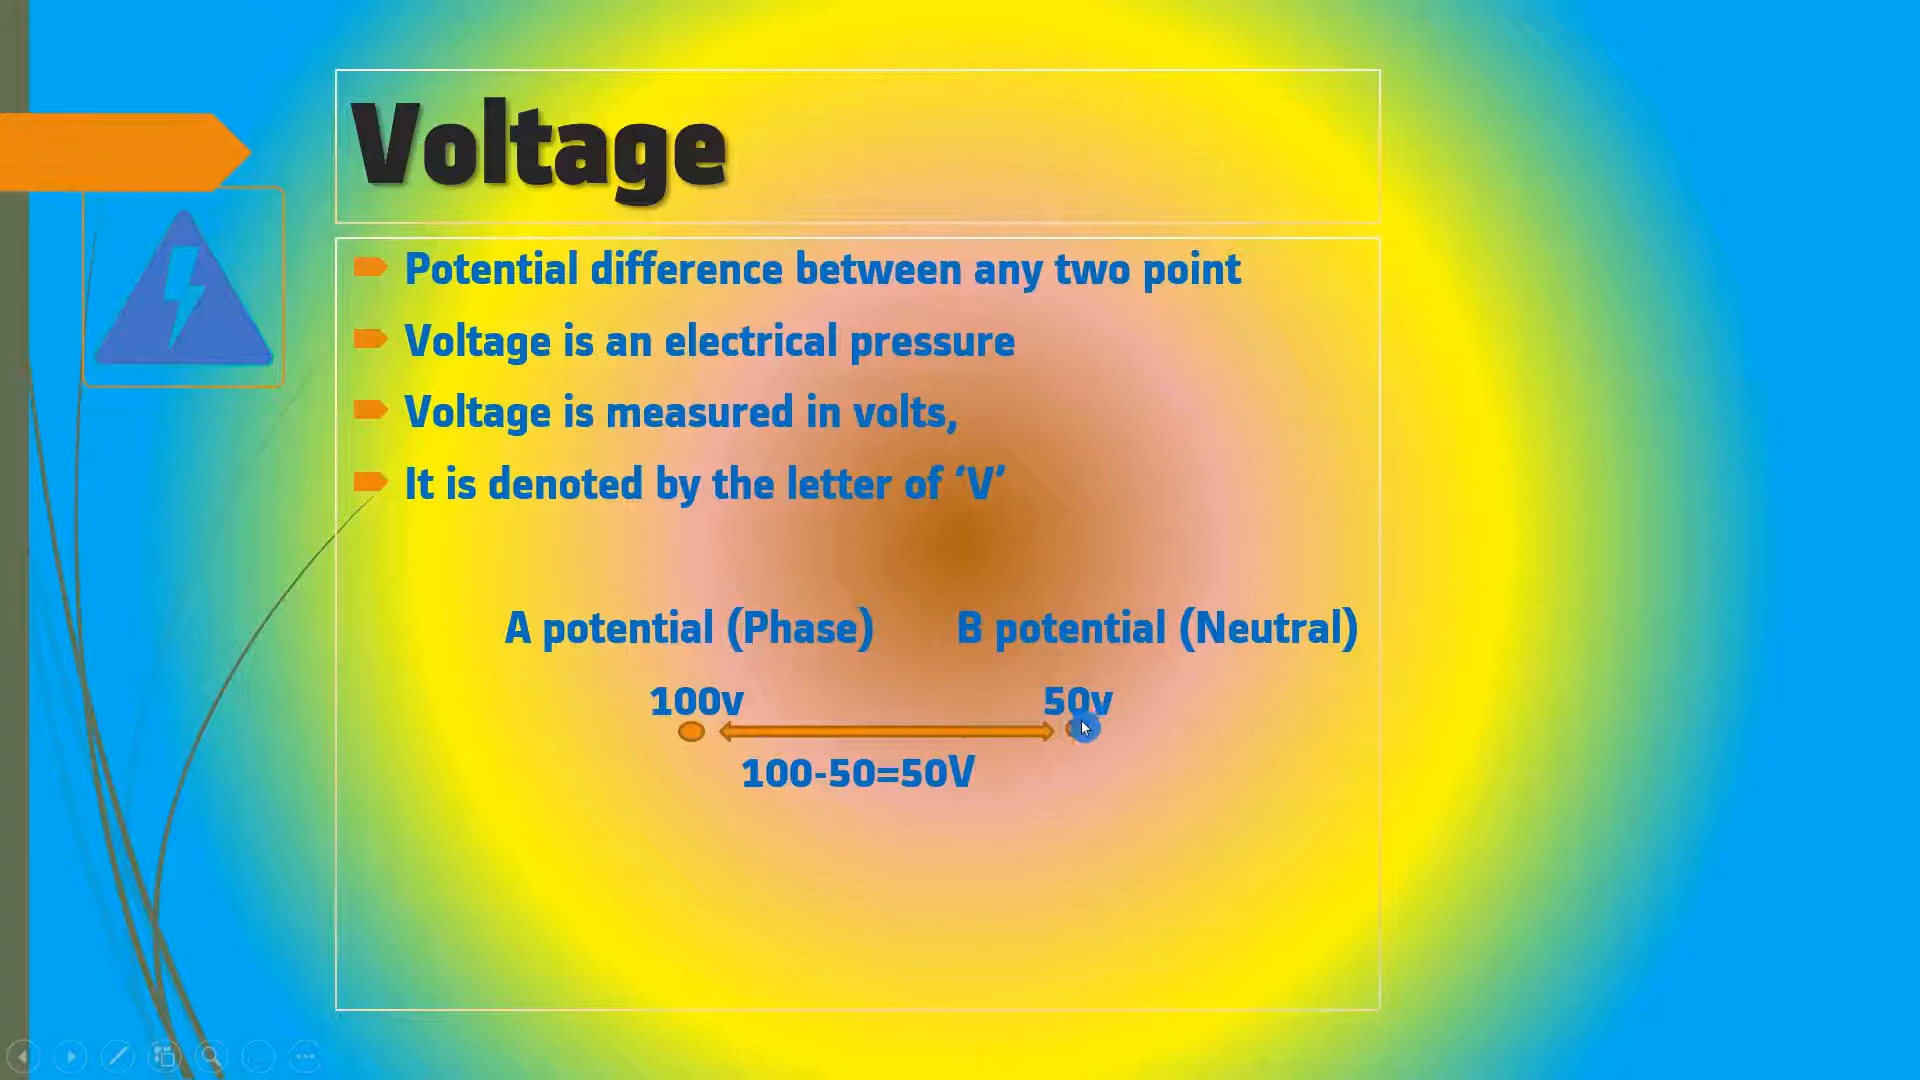 Voltage
Potential difference between any two point
Voltage is an electrical pressure
Voltage is measured in volts,
It is denoted by the letter of ‘V’
A potential (Phase) B potential (Neutral)
100v 50v
100-50=50V